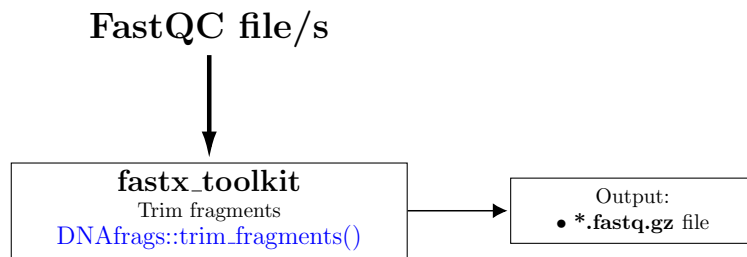 FastQC file/s
fastx_toolkit
Trim fragments
DNAfrags::trim_fragments()
Output:
• *.fastq.gz file